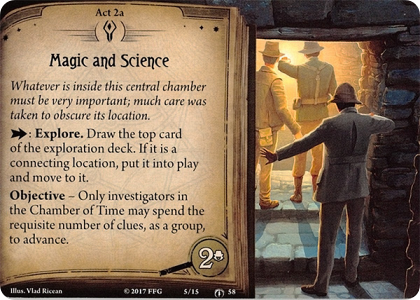 Act 2a
Magic and Science
Whatever is inside this central chamber
must be very important; much care was
taken to obscure its location.
: Explore. Draw the top card
of the exploration deck. If it is a
connecting location, put it into play
and move to it.
Objective – Only investigators in
the Chamber of Time may spend the
requisite number of clues, as a group,
to advance.
2
Illus. Vlad Ricean © 2017 FFG 5/15 58